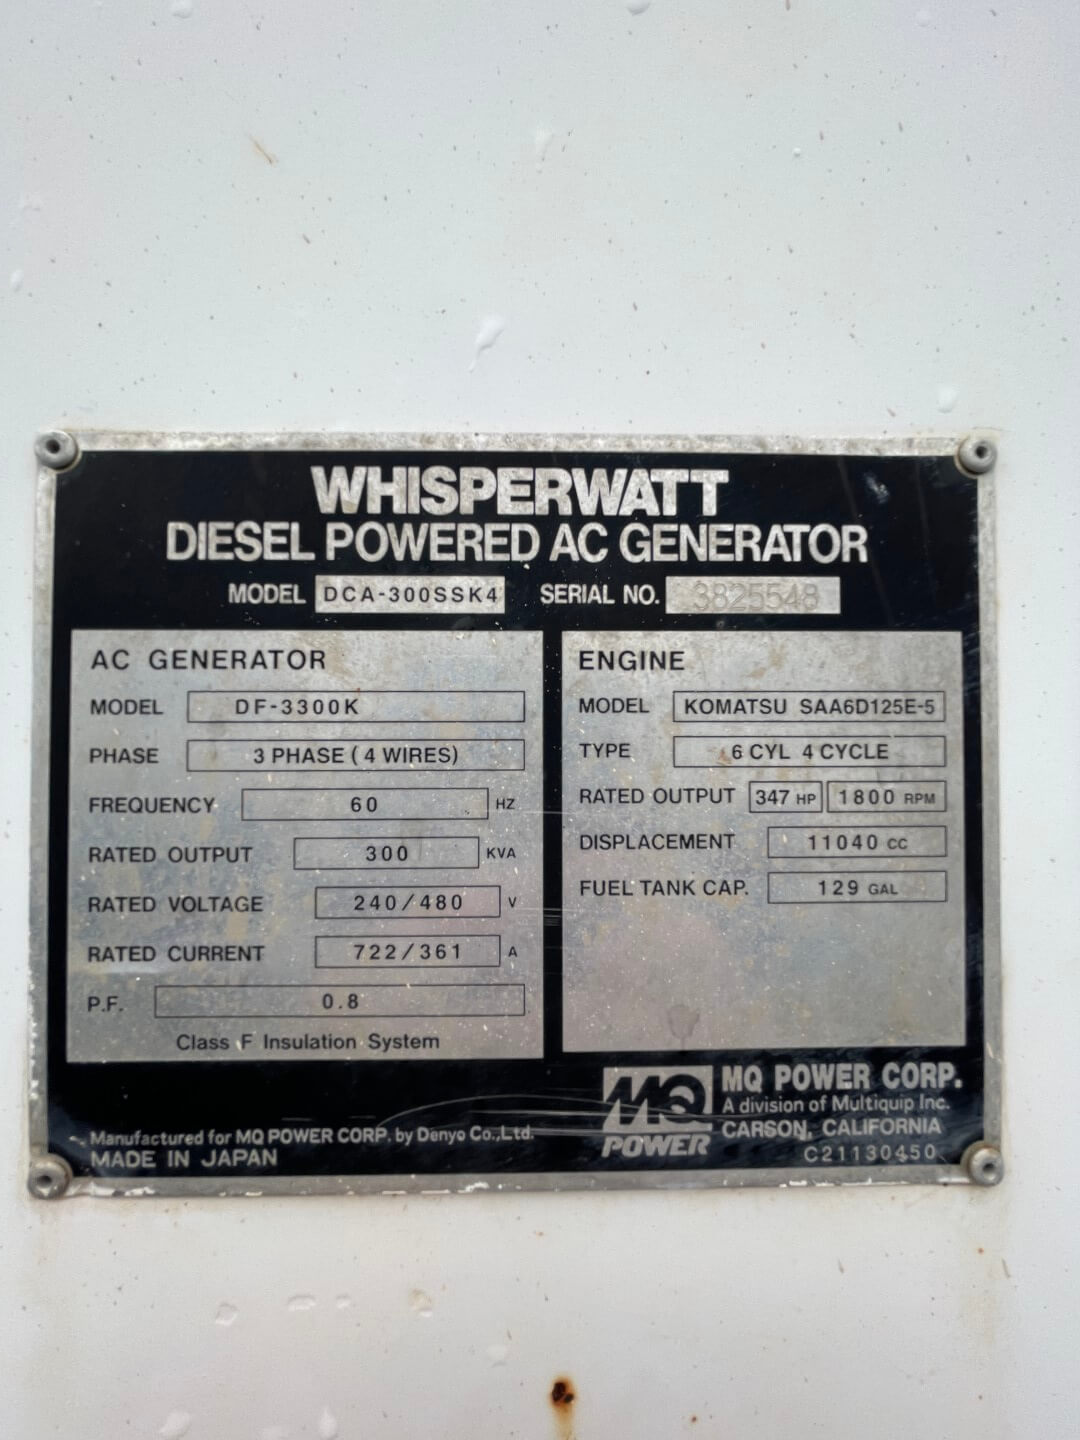 WHISPERWATT
DIESEL POWERED AC GENERATOR
MODEL DCA-300SSK4 SERIAL NO. 3825548
AC GENERATOR
MODEL DF-3300K
PHASE 3 PHASE (4 WIRES)
FREQUENCY 60 HZ
RATED OUTPUT 300 KVA
RATED VOLTAGE 240/480 V
RATED CURRENT 722/361 A
P.F. 0.8
Class F Insulation System
ENGINE
MODEL KOMATSU SAA6D125E-5
TYPE 6 CYL 4 CYCLE
RATED OUTPUT 347 HP 1800 RPM
DISPLACEMENT 11040 CC
FUEL TANK CAP. 129 GAL
Manufactured for MQ POWER CORP. by Denyo Co.,Ltd.
MADE IN JAPAN
MQ
POWER
MQ POWER CORP.
A division of Multiquip Inc.
CARSON, CALIFORNIA
C21130450